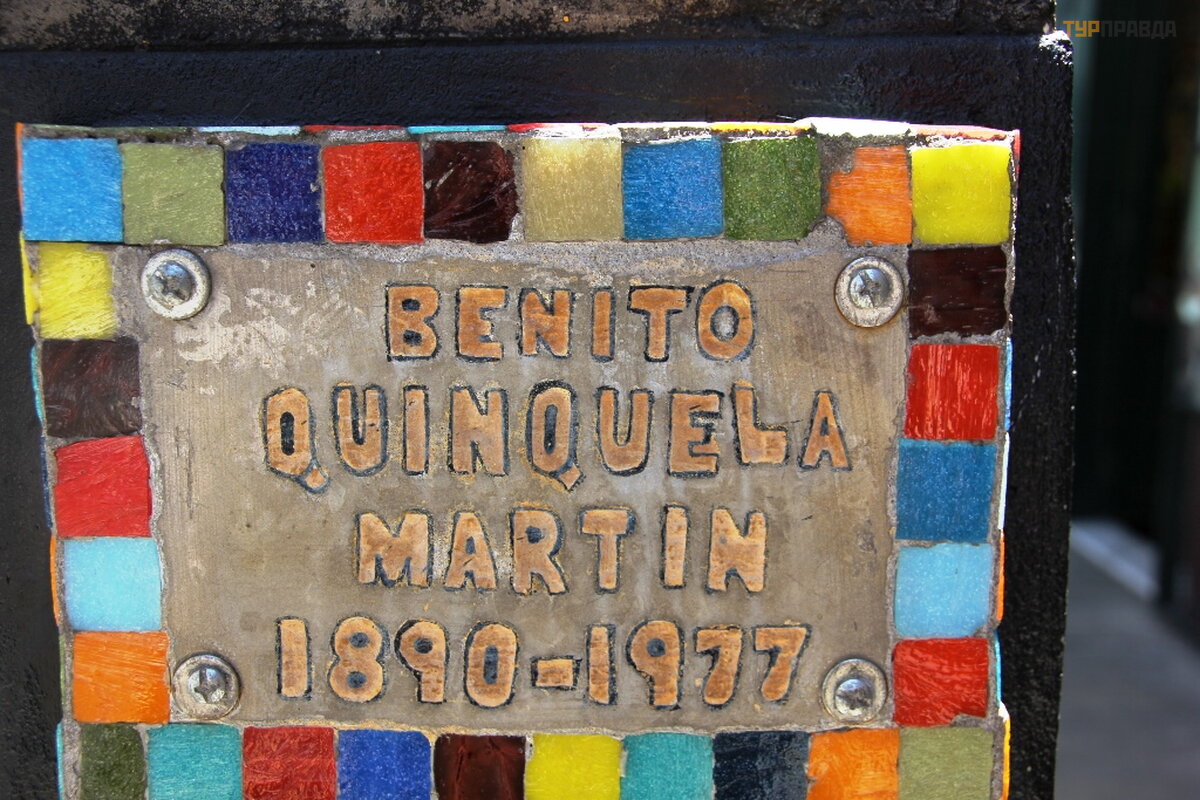 ТУРПРАВДА
BENITO
QUINQUELA
MARTIN
1890-1977